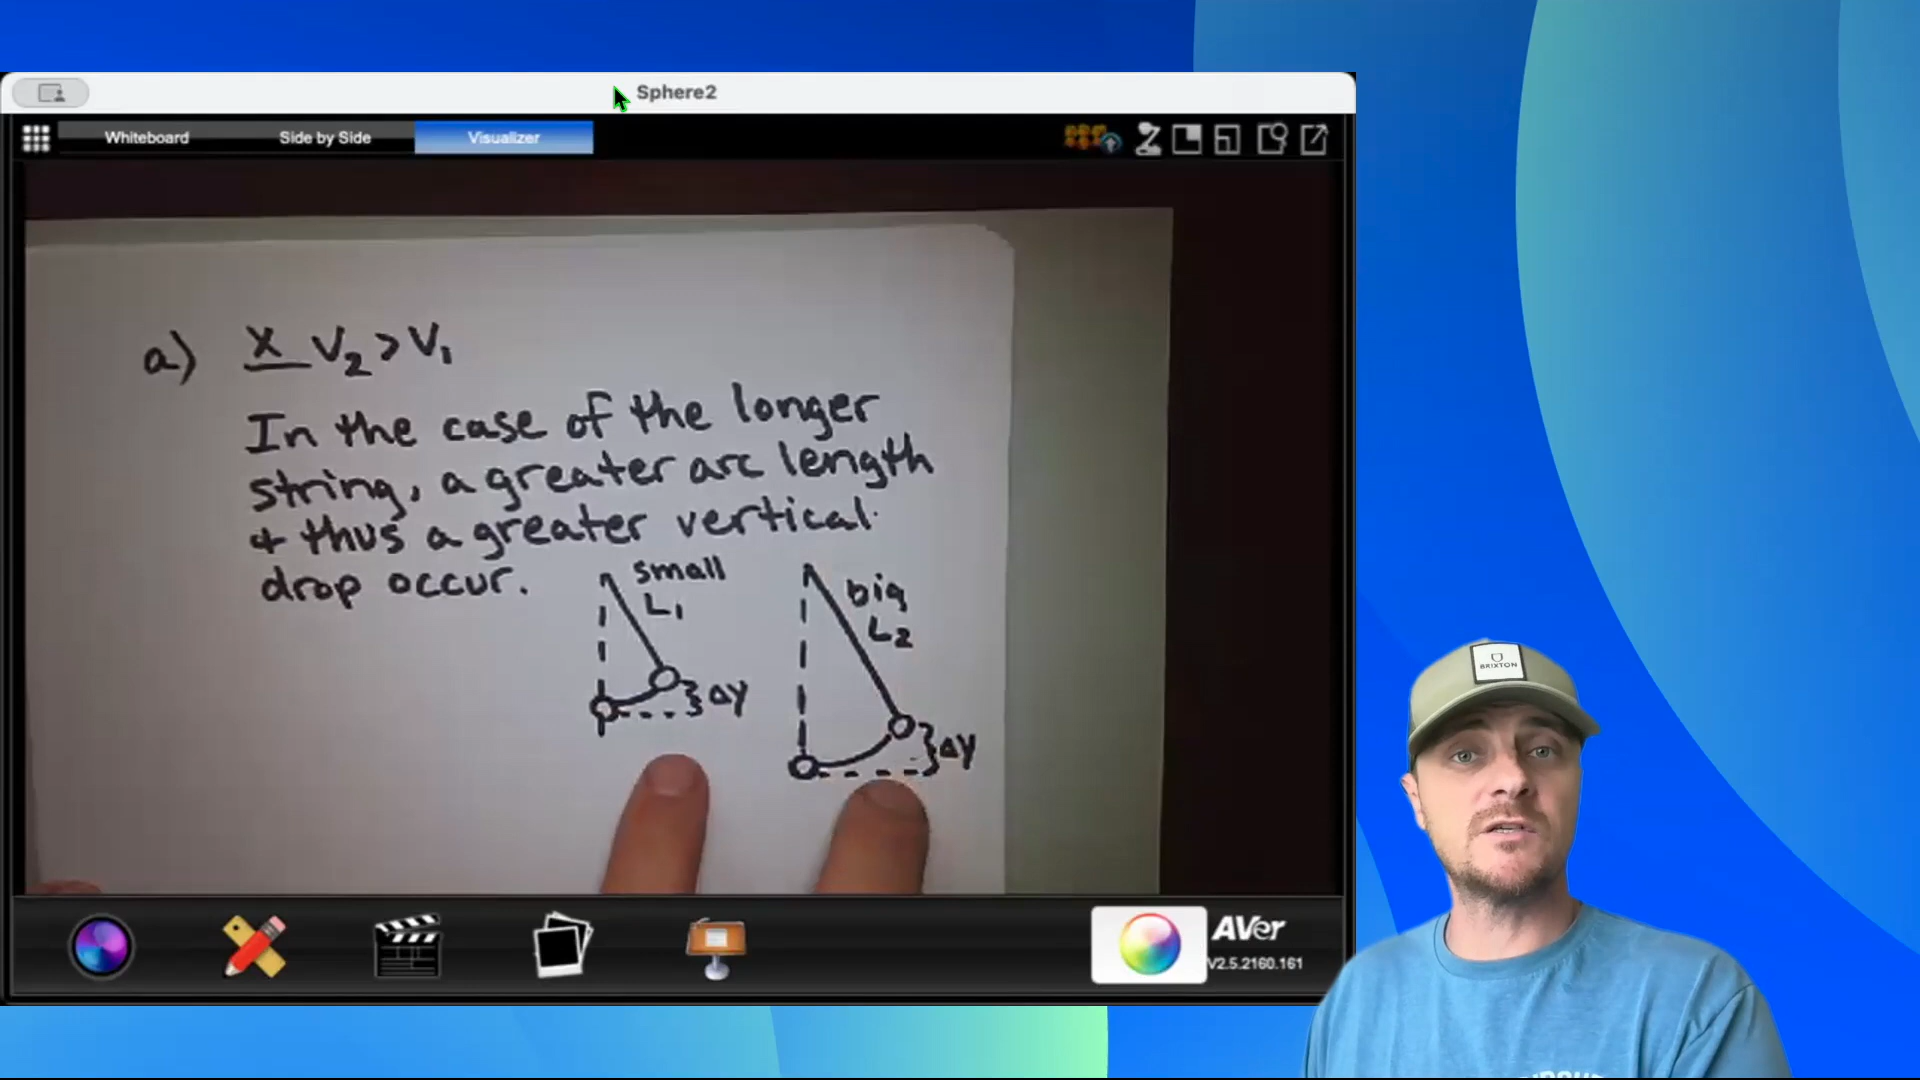 Sphere2
Whiteboard
Side by Side
Visualizer
a) X V₂ > V₁
In the case of the longer
string, a greater arc length
+ thus a greater vertical
drop occur.
small
L₁
ΔY
big
L₂
ΔY
BRIXTON
AVer
V2.5.2160.161